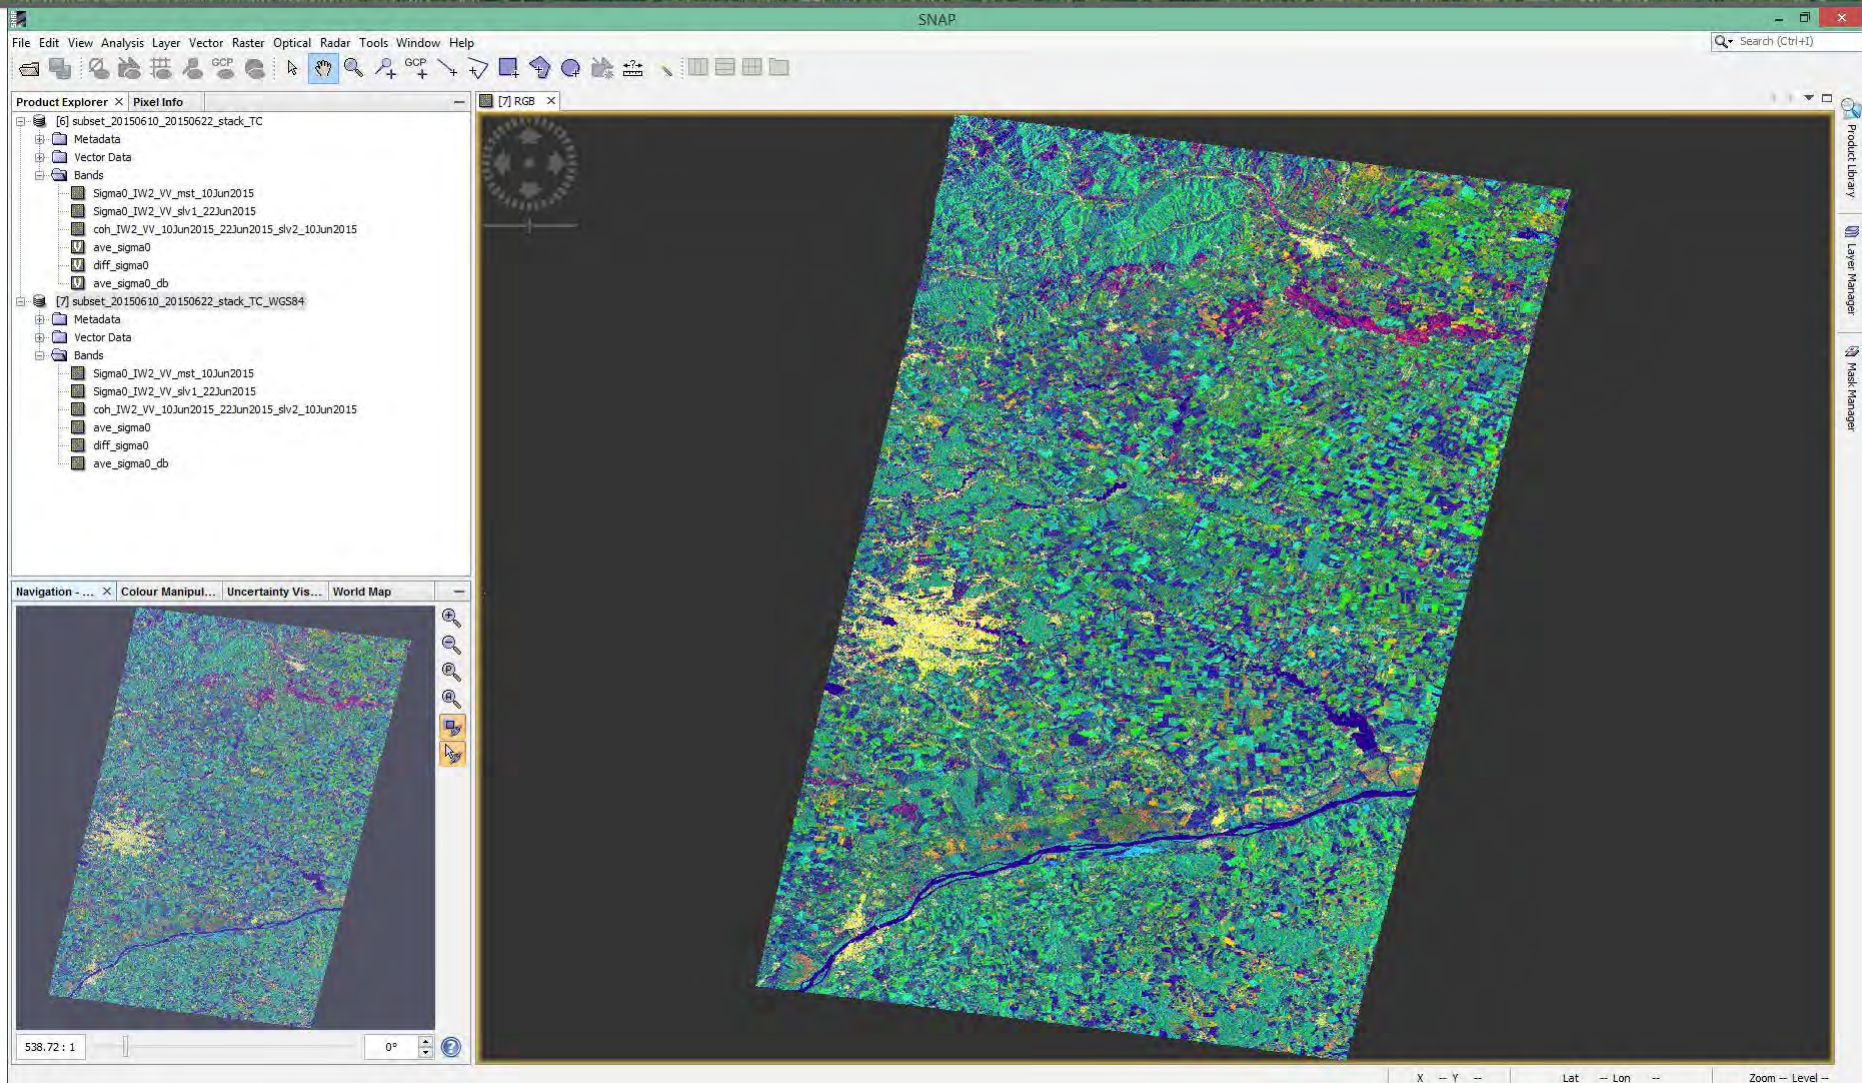 SNAP
File Edit View Analysis Layer Vector Raster Optical Radar Tools Window Help
Search (Ctrl+I)
GCP
GCP
Product Explorer
Pixel Info
[6] subset_20150610_20150622_stack_TC
Metadata
Vector Data
Bands
Sigma0_IW2_VV_mst_10Jun2015
Sigma0_IW2_VV_slv1_22Jun2015
coh_IW2_VV_10Jun2015_22Jun2015_slv2_10Jun2015
ave_sigma0
diff_sigma0
ave_sigma0_db
[7] subset_20150610_20150622_stack_TC_WGS84
Metadata
Vector Data
Bands
Sigma0_IW2_VV_mst_10Jun2015
Sigma0_IW2_VV_slv1_22Jun2015
coh_IW2_VV_10Jun2015_22Jun2015_slv2_10Jun2015
ave_sigma0
diff_sigma0
ave_sigma0_db
[7] RGB
Product Library
Layer Manager
Mask Manager
Navigation - ...
Colour Manipul...
Uncertainty Vis...
World Map
538.72 : 1
0°
X -- Y --
Lat -- Lon --
Zoom -- Level --